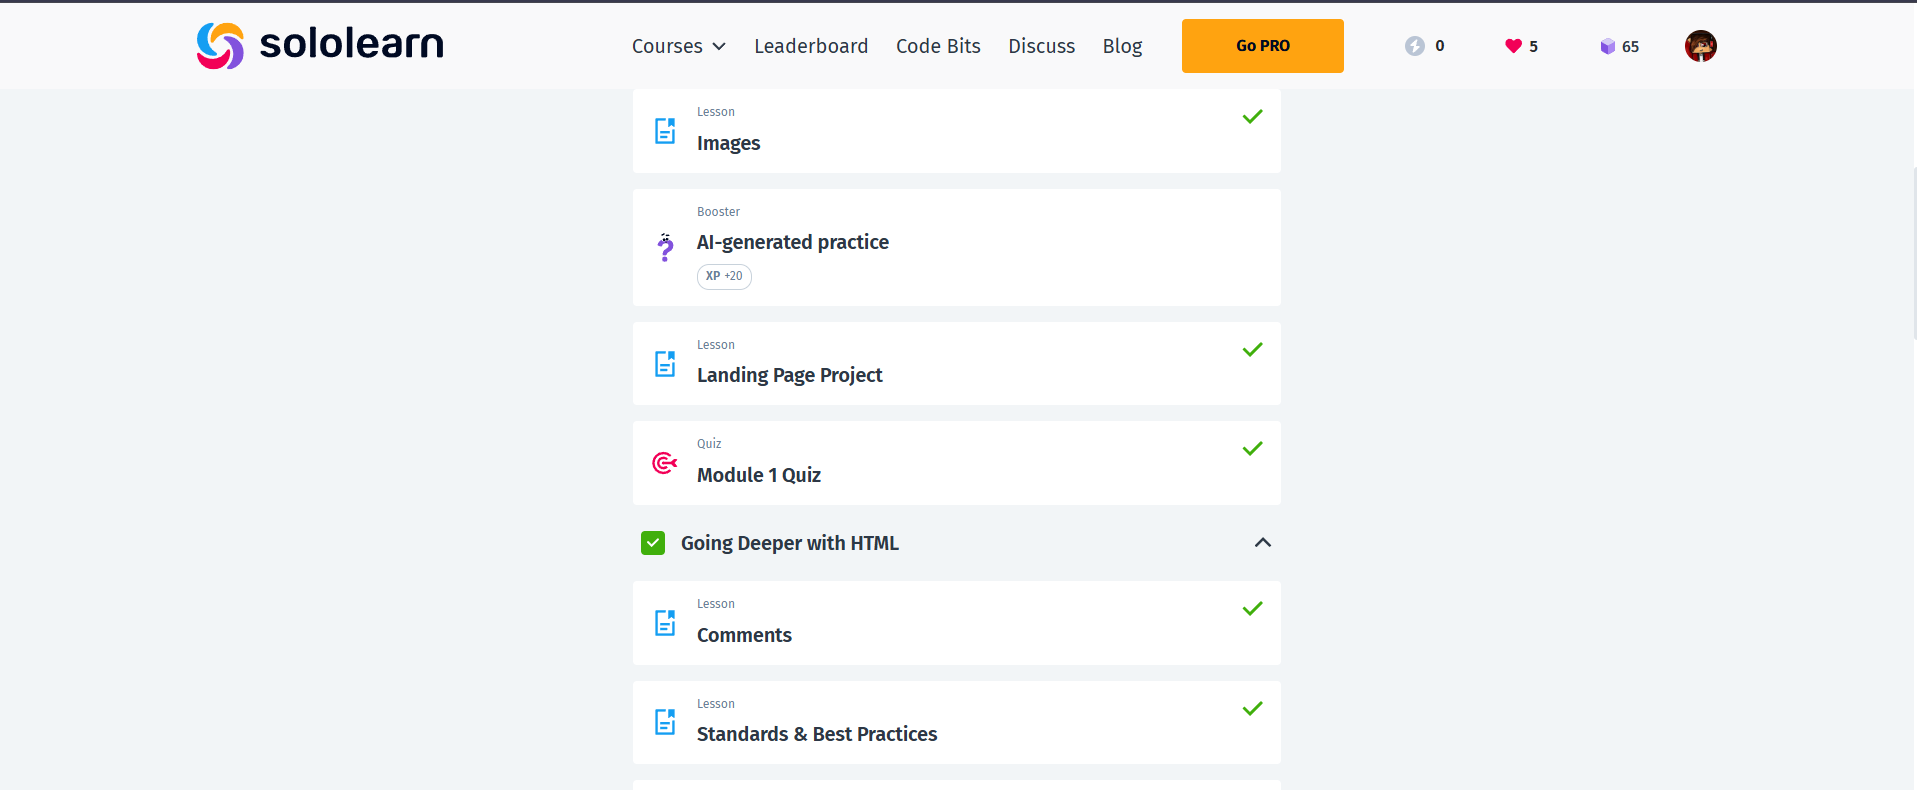 sololearn
Courses Leaderboard Code Bits Discuss Blog Go PRO 0 5 65
Lesson
Images
Booster
AI-generated practice
XP +20
Lesson
Landing Page Project
Quiz
Module 1 Quiz
Going Deeper with HTML
Lesson
Comments
Lesson
Standards & Best Practices